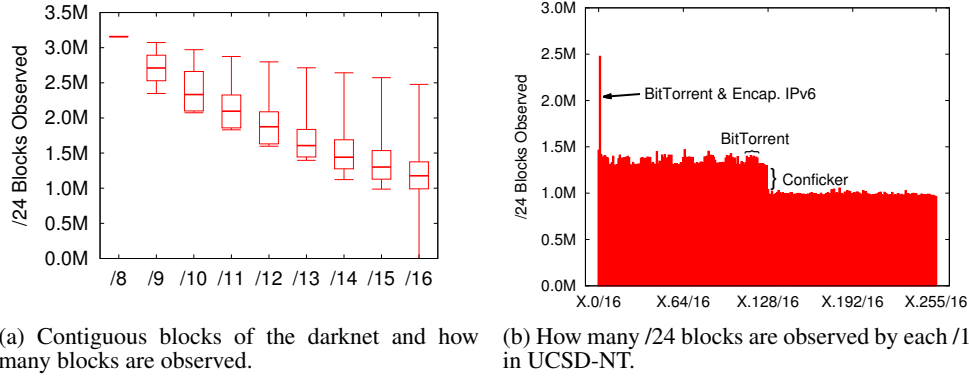 3.5M
3.0M
2.5M
2.0M
1.5M
1.0M
0.5M
0.0M
/24 Blocks Observed
/8 /9 /10 /11 /12 /13 /14 /15 /16
(a) Contiguous blocks of the darknet and how
many blocks are observed.
3.0M
2.5M
2.0M
1.5M
1.0M
0.5M
0.0M
/24 Blocks Observed
BitTorrent & Encap. IPv6
BitTorrent
} Conficker
X.0/16 X.64/16 X.128/16 X.192/16 X.255/16
(b) How many /24 blocks are observed by each /1
in UCSD-NT.